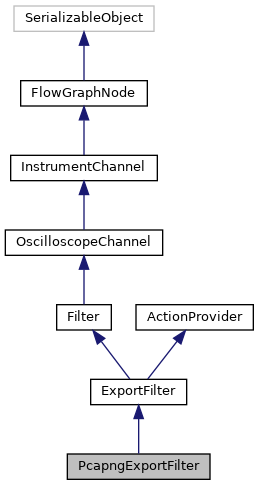 SerializableObject
FlowGraphNode
InstrumentChannel
OscilloscopeChannel
Filter
ActionProvider
ExportFilter
PcapngExportFilter